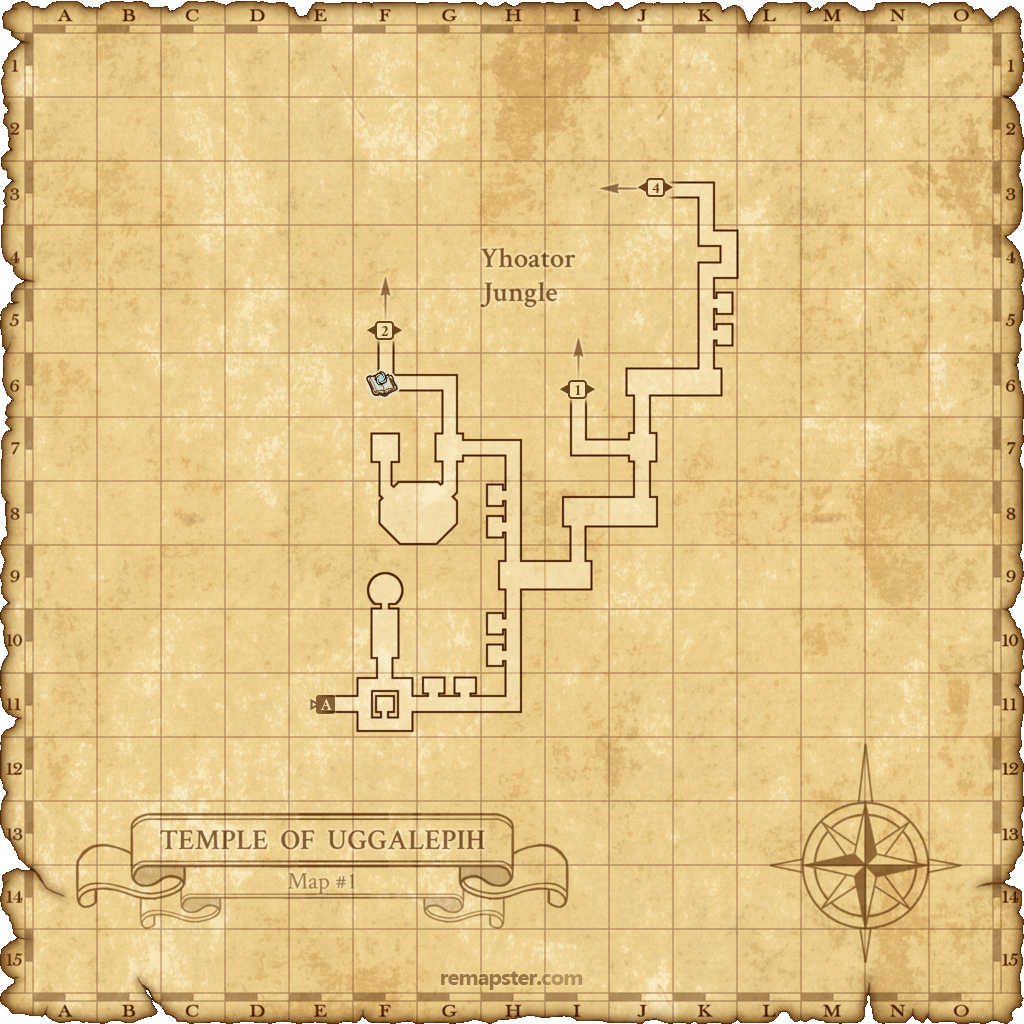 A B C D E F G H I J K L M N O
1 1
2 2
3 4 3
4 Yhoator 4
Jungle
5 2 5
6 1 6
7 7
8 8
9 9
10 10
11 A 11
12 12
13 TEMPLE OF UGGALEPIH 13
Map #1
14 14
15 15
remapster.com
A B C D E F G H I J K L M N O